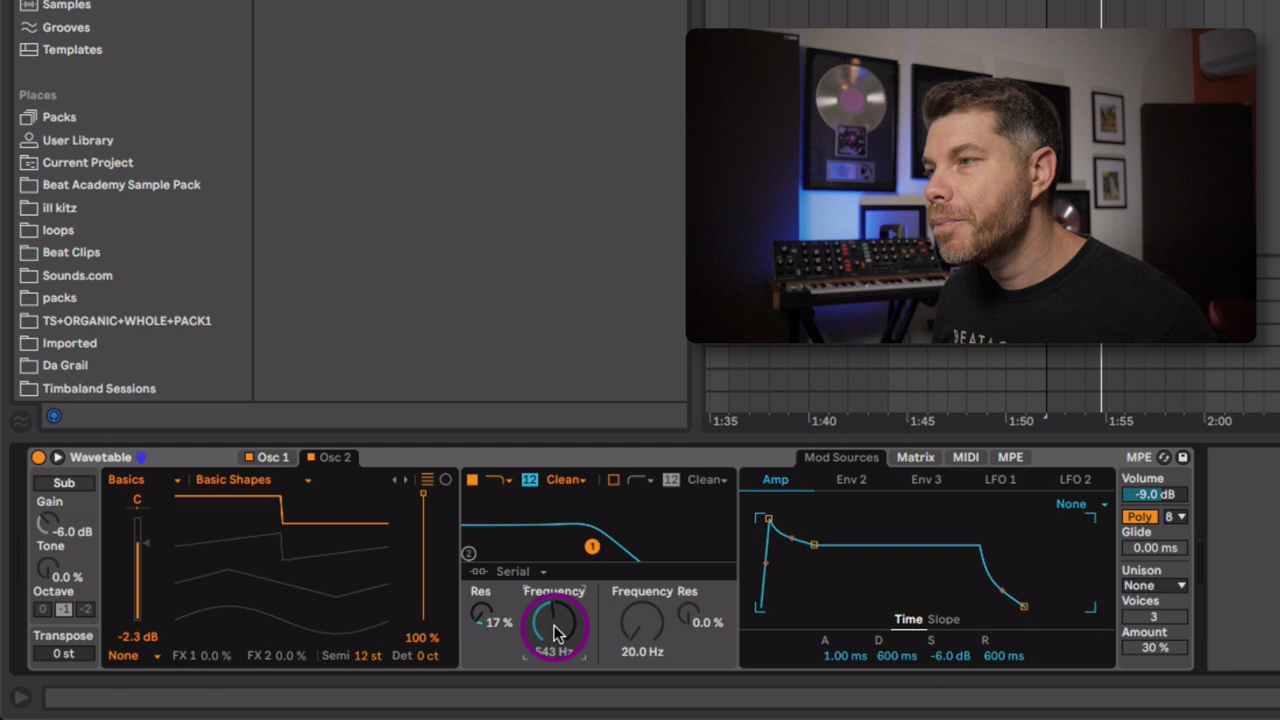 Samples
Grooves
Templates
Places
Packs
User Library
Current Project
Beat Academy Sample Pack
ill kitz
loops
Beat Clips
Sounds.com
packs
TS+ORGANIC+WHOLE+PACK1
Imported
Da Grail
Timbaland Sessions
1:35 1:40 1:45 1:50 1:55 2:00
Wavetable Osc 1 Osc 2
Sub
Gain
-6.0 dB
Tone
0.0 %
Octave
0 -1 -2
Transpose
0 st
Basics Basic Shapes
C
-2.3 dB 100 %
None FX 1 0.0 % FX 2 0.0 % Semi 12 st Det 0 ct
12 Clean 12 Clean
1
2
Serial
Res Frequency Frequency Res
17 % 0.0 %
543 Hz 20.0 Hz
Mod Sources Matrix MIDI MPE
Amp Env 2 Env 3 LFO 1 LFO 2
None
Time Slope
A D S R
1.00 ms 600 ms -6.0 dB 600 ms
MPE
Volume
-9.0 dB
Poly 8
Glide
0.00 ms
Unison
None
Voices
3
Amount
30 %